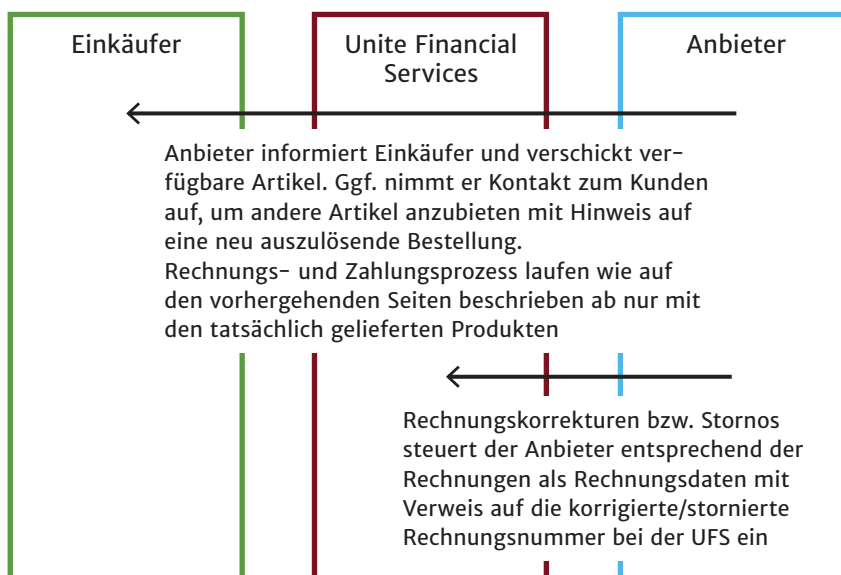 Einkäufer
Unite Financial
Services
Anbieter
Anbieter informiert Einkäufer und verschickt ver-
fügbare Artikel. Ggf. nimmt er Kontakt zum Kunden
auf, um andere Artikel anzubieten mit Hinweis auf
eine neu auszulösende Bestellung.
Rechnungs- und Zahlungsprozess laufen wie auf
den vorhergehenden Seiten beschrieben ab nur mit
den tatsächlich gelieferten Produkten
Rechnungskorrekturen bzw. Stornos
steuert der Anbieter entsprechend der
Rechnungen als Rechnungsdaten mit
Verweis auf die korrigierte/stornierte
Rechnungsnummer bei der UFS ein